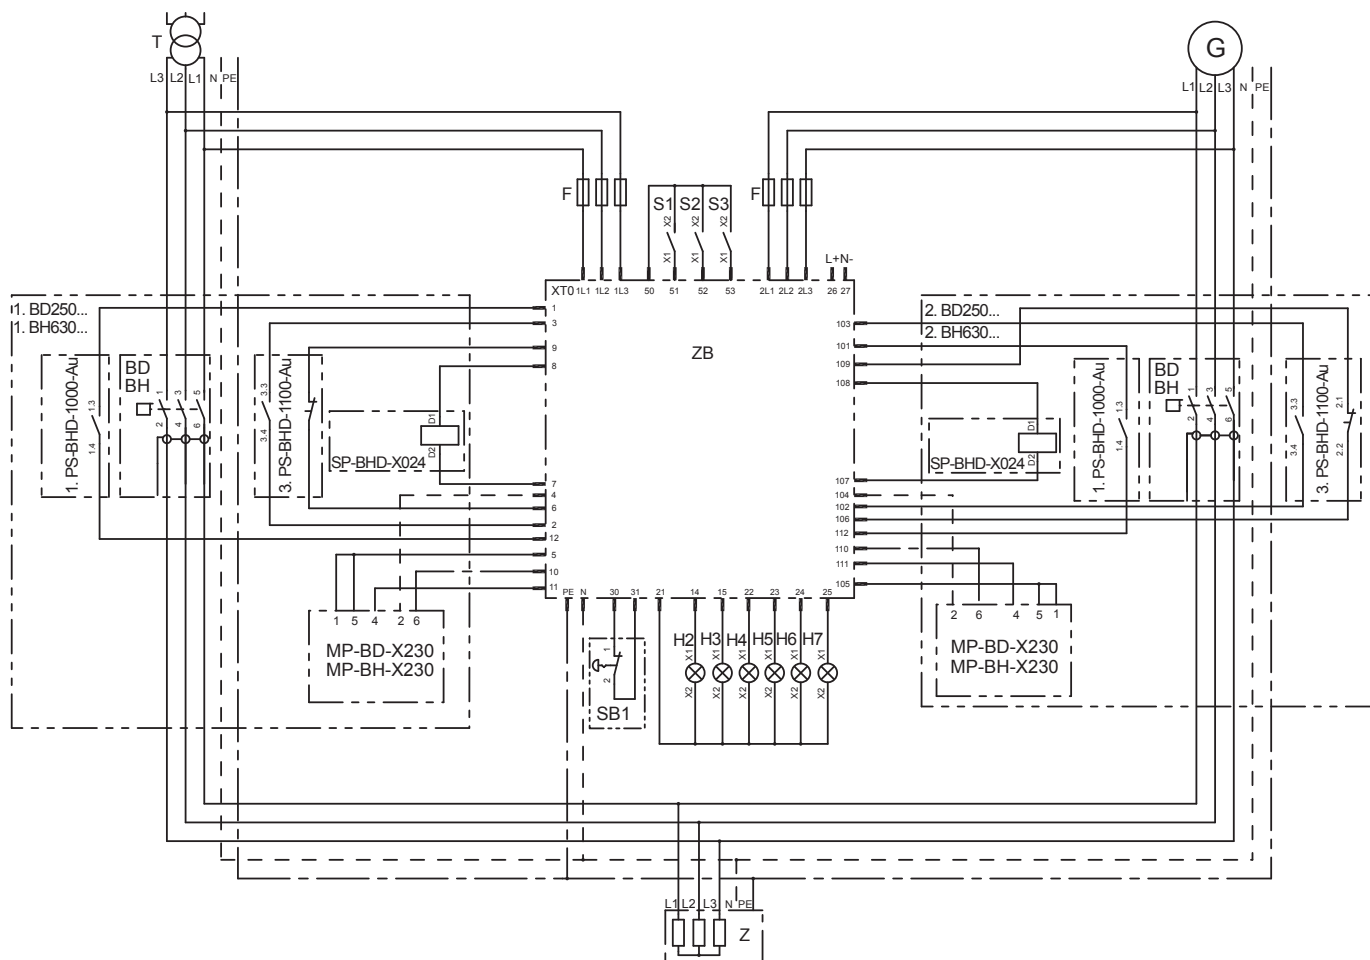 T
G
L3 L2 L1 N PE
L1 L2 L3 N PE
F
F
S1 S2 S3
X2 X2 X2
X1 X1 X1
L+N-
XT0 1L1 1L2 1L3 50 51 52 53 2L1 2L2 2L3 26 27
ZB
1. BD250...
1. BH630...
1. PS-BHD-1000-Au
1.3
1.4
BD
BH
1 3 5
2 4 6
3.3
3.4
3. PS-BHD-1100-Au
D1
D2
SP-BHD-X024
1
3
9
8
7
4
6
2
12
5
10
11
1 5 4 2 6
MP-BD-X230
MP-BH-X230
2. BD250...
2. BH630...
103
101
109
108
107
104
102
106
112
110
111
105
D1
D2
SP-BHD-X024
1. PS-BHD-1000-Au
1.3
1.4
BD
BH
1 3 5
2 4 6
3.3
3.4
3. PS-BHD-1100-Au
2.1
2.2
2 6 4 5 1
MP-BD-X230
MP-BH-X230
PE N 30 31 21 14 15 22 23 24 25
1
2
SB1
H2 H3 H4 H5 H6 H7
X1 X1 X1 X1 X1 X1
X2 X2 X2 X2 X2 X2
L1 L2 L3 N PE
Z